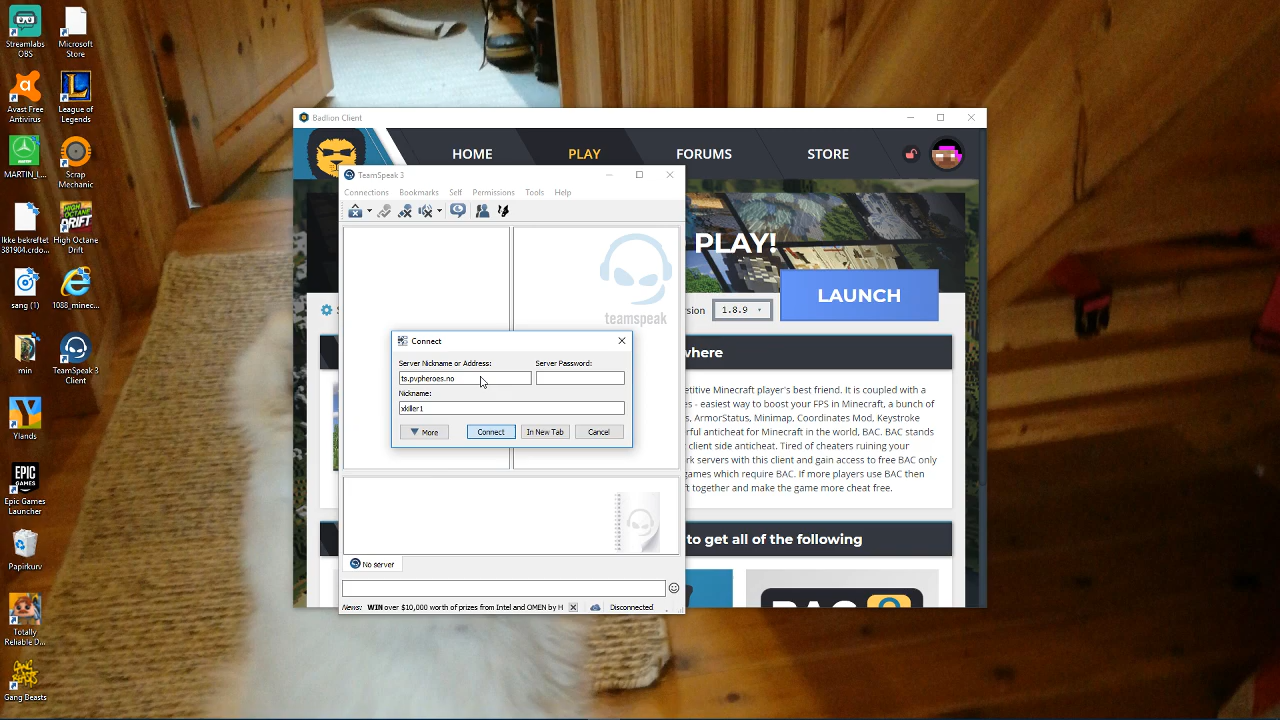 Streamlabs
OBS
Microsoft
Store
Avast Free
Antivirus
League of
Legends
MARTIN_L...
Scrap
Mechanic
Ikke bekreftet
381904.crdo...
High Octane
Drift
sang (1)
1088_minec...
min
TeamSpeak 3
Client
Ylands
Epic Games
Launcher
Papirkurv
Totally
Reliable D...
Gang Beasts
Badlion Client
HOME
PLAY
FORUMS
STORE
PLAY!
LAUNCH
1.8.9
TeamSpeak 3
Connections
Bookmarks
Self
Permissions
Tools
Help
teamspeak
Connect
Server Nickname or Address:
Server Password:
ts.pvpheroes.no
Nickname:
xkiller1
More
Connect
In New Tab
Cancel
No server
News: WIN over $10,000 worth of prizes from Intel and OMEN by H
Disconnected
etitive Minecraft player's best friend. It is coupled with a
s - easiest way to boost your FPS in Minecraft, a bunch of
s, ArmorStatus, Minimap, Coordinates Mod, Keystroke
rful anticheat for Minecraft in the world, BAC. BAC stands
client side anticheat. Tired of cheaters ruining your
rk servers with this client and gain access to free BAC only
games which require BAC. If more players use BAC then
ft together and make the game more cheat free.
to get all of the following